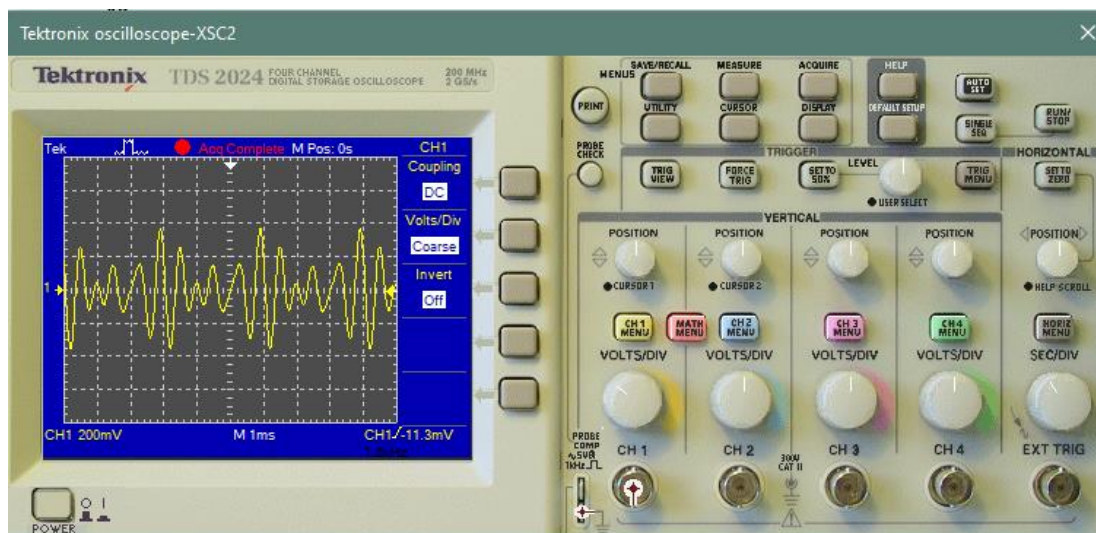 Tektronix oscilloscope-XSC2
Tektronix TDS 2024 FOUR CHANNEL DIGITAL STORAGE OSCILLOSCOPE 200 MHz 2 GS/s
Tek Acq Complete M Pos: 0s CH1
Coupling
DC
Volts/Div
Coarse
Invert
Off
1
CH1 200mV M 1ms CH1 -11.3mV
POWER
MENUS
SAVE/RECALL MEASURE ACQUIRE HELP
PRINT
UTILITY CURSOR DISPLAY DEFAULT SETUP
AUTO SET
SINGLE SEQ
RUN/ STOP
PROBE CHECK
TRIGGER
TRIG VIEW
FORCE TRIG
SET TO 50%
LEVEL
USER SELECT
TRIG MENU
HORIZONTAL
SET TO ZERO
VERTICAL
POSITION POSITION POSITION POSITION POSITION
CURSOR 1 CURSOR 2 HELP SCROLL
CH 1 MENU
MATH MENU
CH 2 MENU
CH 3 MENU
CH 4 MENU
HORIZ MENU
VOLTS/DIV VOLTS/DIV VOLTS/DIV VOLTS/DIV SEC/DIV
PROBE COMP
~5V
1kHz
CH 1 CH 2 CH 3 CH 4 EXT TRIG
300V
CAT II